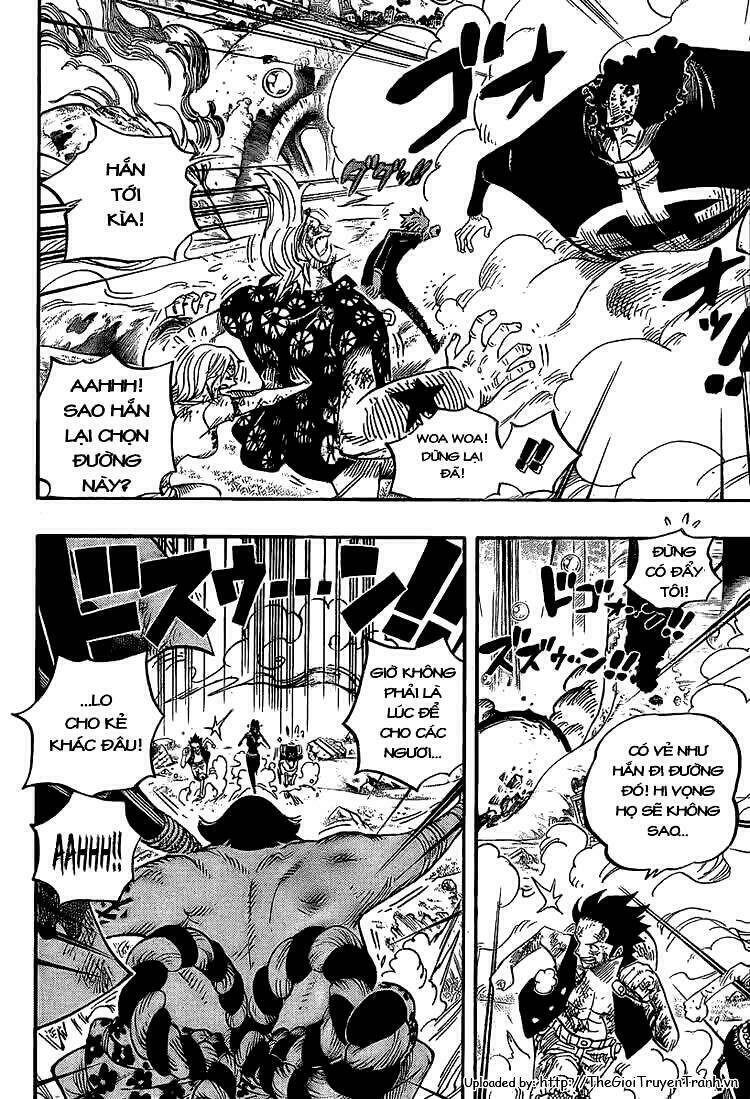 ゴオ
HẮN
TỚI
KÌA!
AAHHH!
SAO HẮN
LẠI CHỌN
ĐƯỜNG
NÀY?
WOA WOA!
DỪNG LẠI
ĐÃ!
ĐỪNG
CÓ ĐẨY
TÔI!
CÓ VẺ NHƯ
HẮN ĐI ĐƯỜNG
ĐÓ! HI VỌNG
HỌ SẼ KHÔNG
SAO...
GIỜ KHÔNG
PHẢI LÀ
LÚC ĐỂ
CHO CÁC
NGƯƠI...
...LO
CHO KẺ
KHÁC ĐÂU!
AAHHH!!
Uploaded by: http://TheGioiTruyenTranh.vn